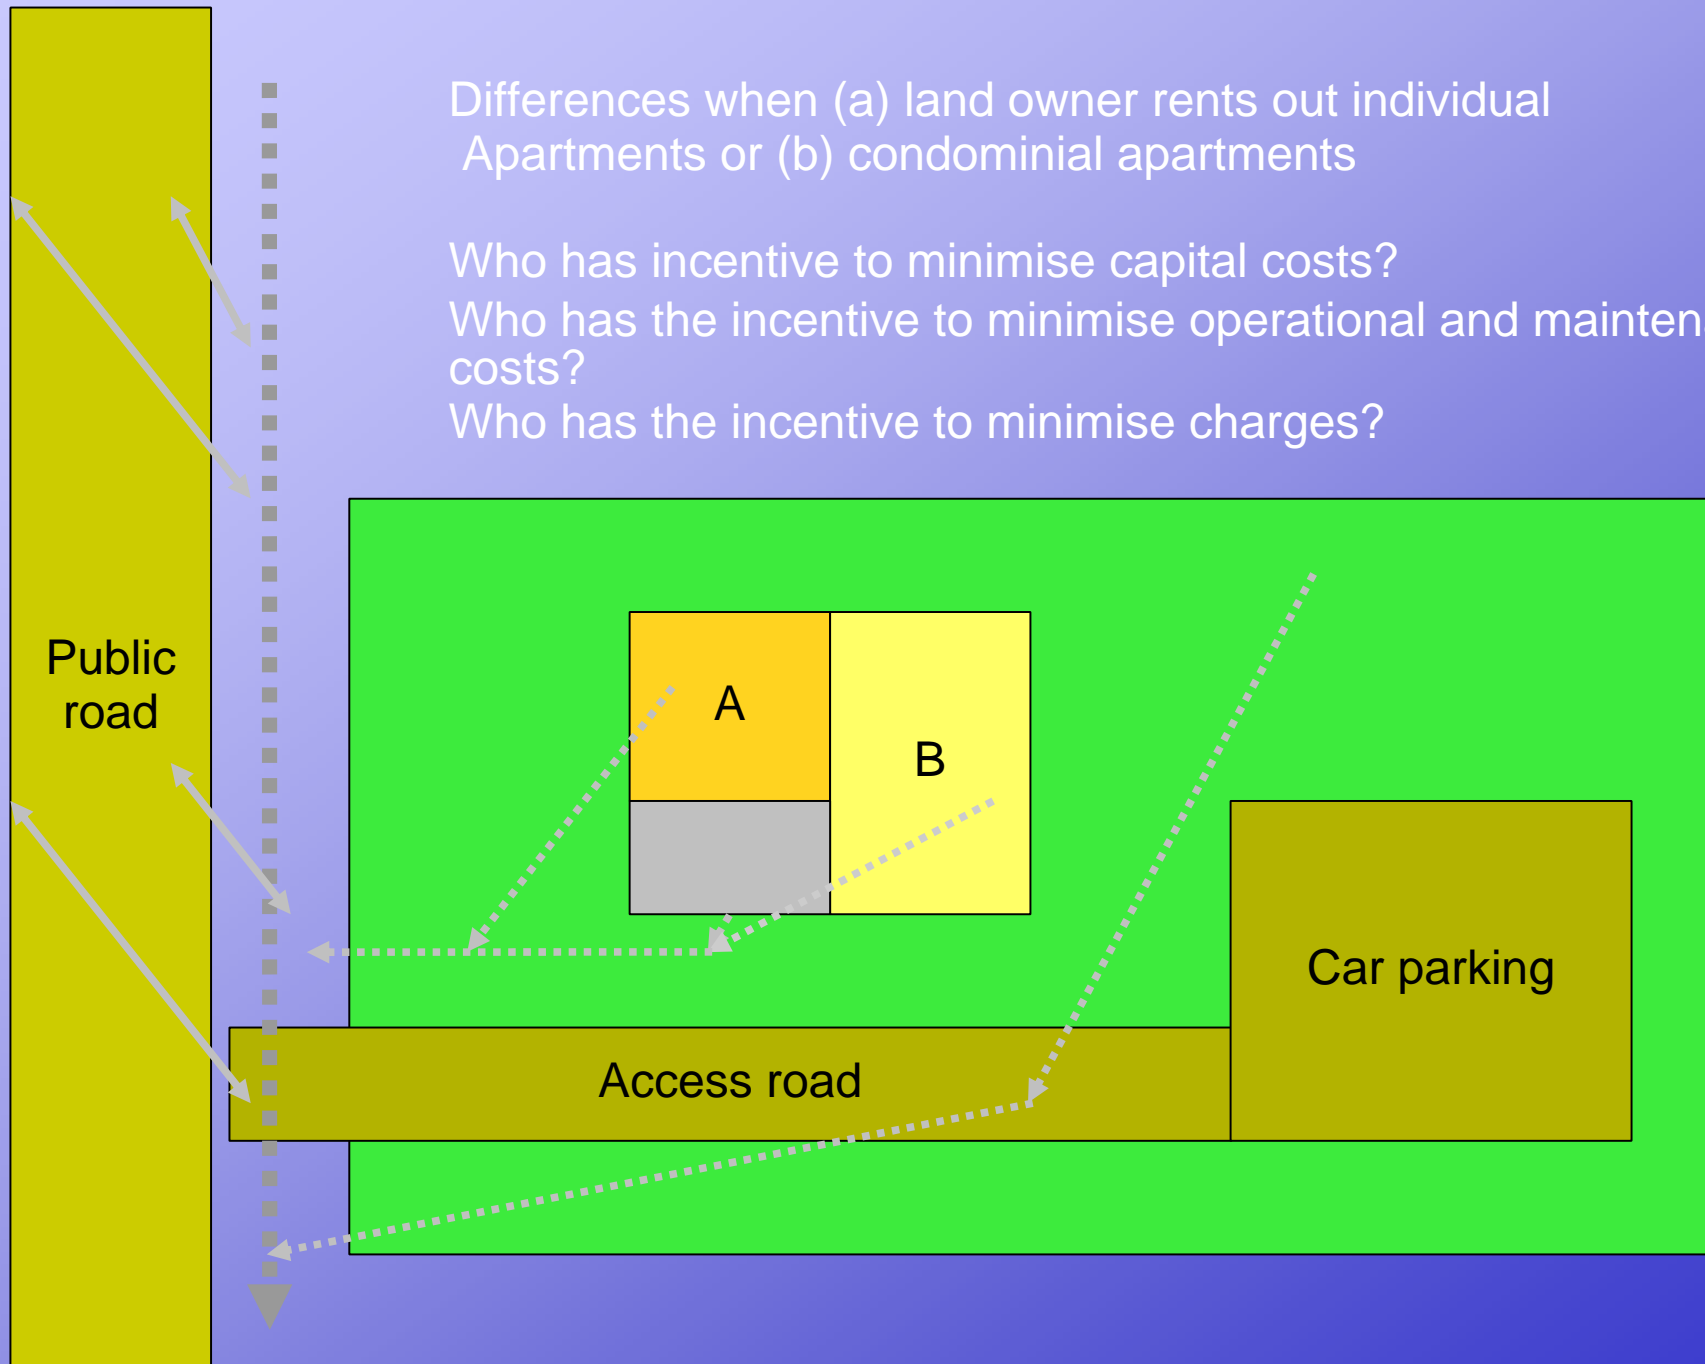 Differences when (a) land owner rents out individual
Apartments or (b) condominial apartments
Who has incentive to minimise capital costs?
Who has the incentive to minimise operational and mainten
costs?
Who has the incentive to minimise charges?
Public
road
A
B
Car parking
Access road